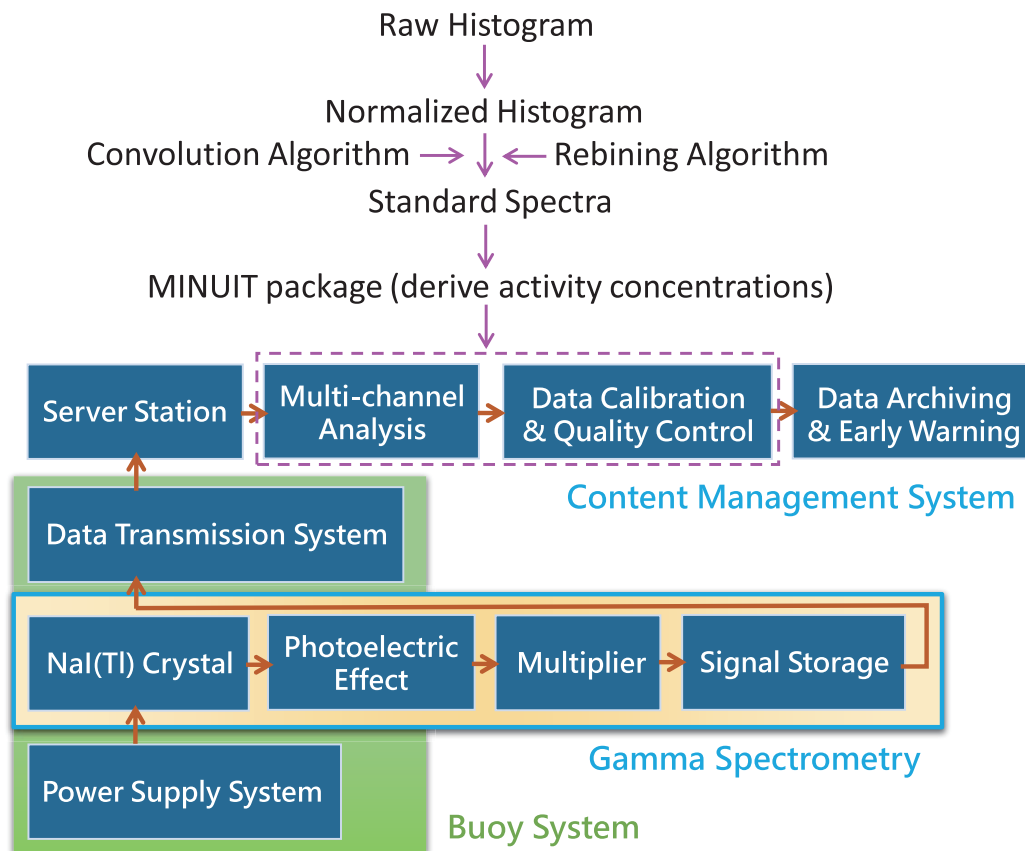 Raw Histogram
Normalized Histogram
Convolution Algorithm
Rebining Algorithm
Standard Spectra
MINUIT package (derive activity concentrations)
Server Station
Multi-channel
Analysis
Data Calibration
& Quality Control
Data Archiving
& Early Warning
Content Management System
Data Transmission System
NaI(Tl) Crystal
Photoelectric
Effect
Multiplier
Signal Storage
Gamma Spectrometry
Power Supply System
Buoy System